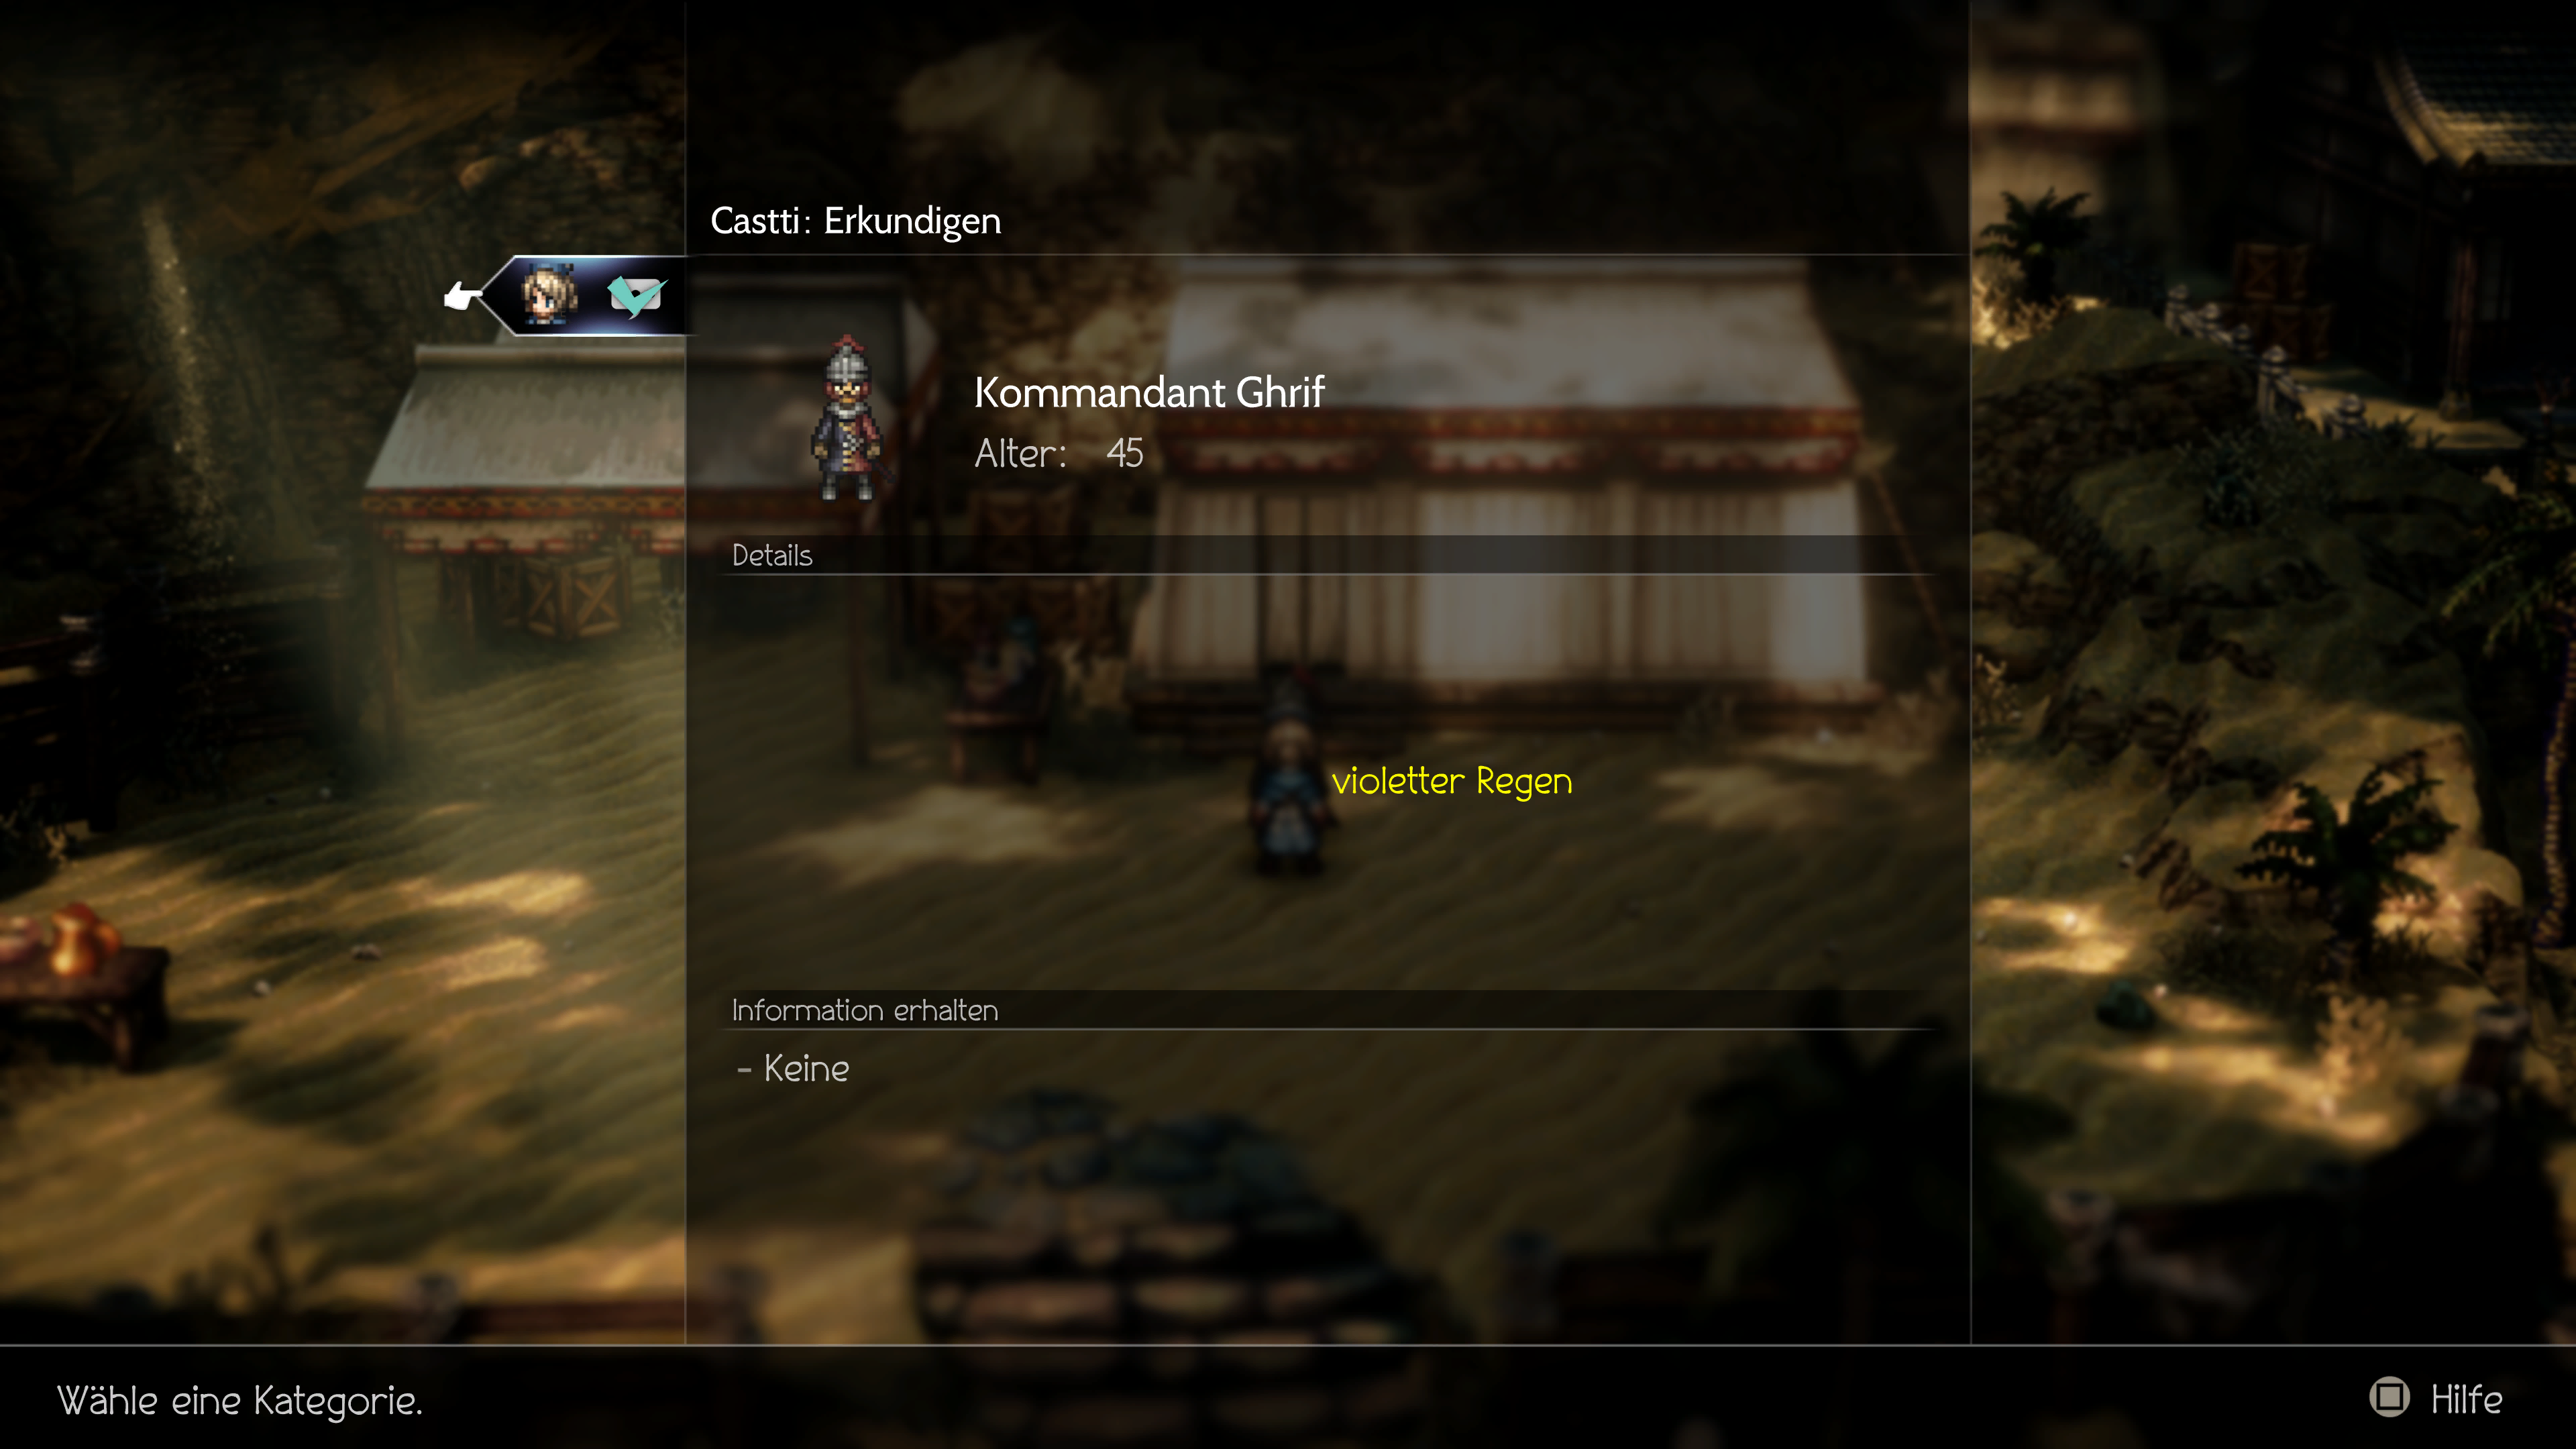 Castti: Erkundigen
Kommandant Ghrif
Alter: 45
Details
violetter Regen
Information erhalten
- Keine
Wähle eine Kategorie.
Hilfe